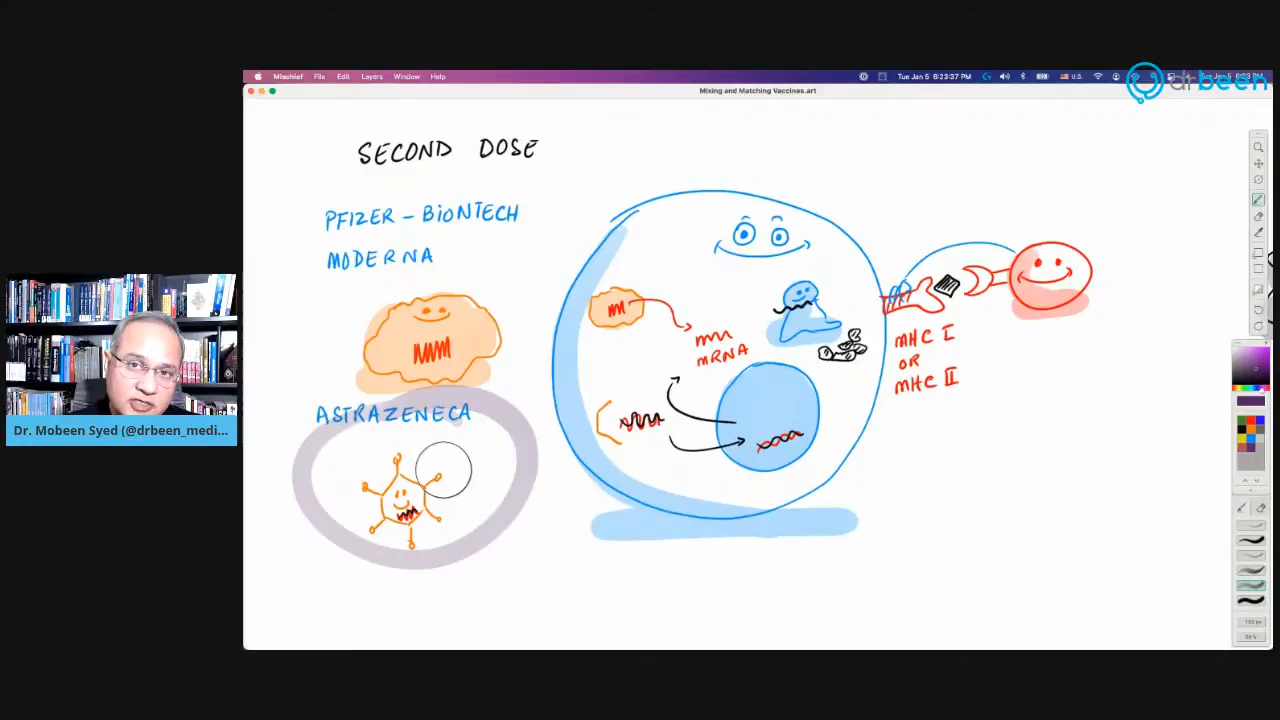 Mischief File Edit Layers Window Help
U.S.
Tue Jan 5 6:23:37 PM
drbeen
Mixing and Matching Vaccines.art
SECOND DOSE
PFIZER - BIONTECH
MODERNA
ASTRAZENECA
mRNA
MHC I
OR
MHC II
Dr. Mobeen Syed (@drbeen_medi...